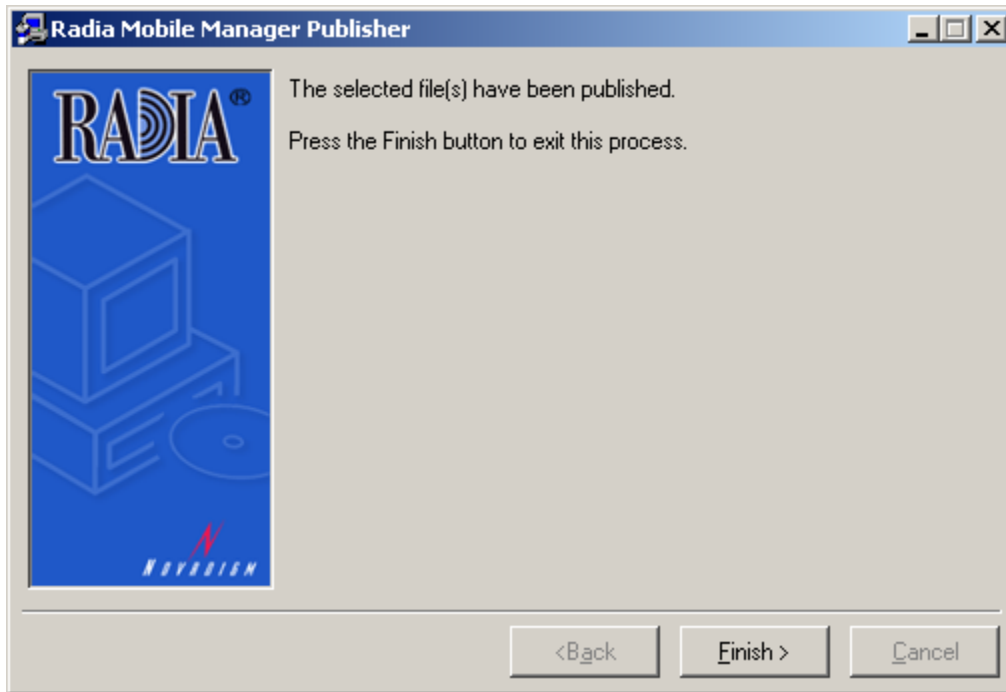 Radia Mobile Manager Publisher
RADIA®
The selected file(s) have been published.
Press the Finish button to exit this process.
NOVADIGM
<Back
Finish >
Cancel